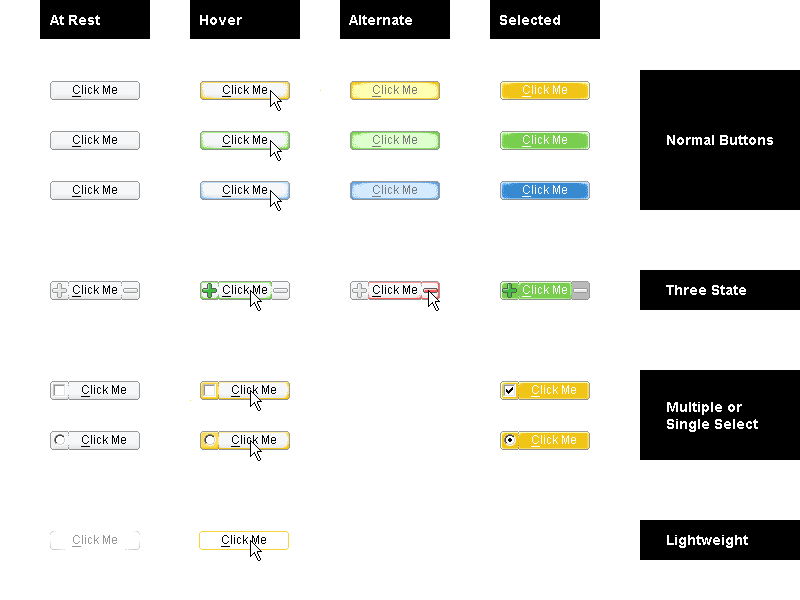 At Rest Hover Alternate Selected
Click Me Click Me Click Me Click Me
Click Me Click Me Click Me Click Me
Normal Buttons
Click Me Click Me Click Me Click Me
Click Me Click Me Click Me Click Me
Three State
Click Me Click Me Click Me
Multiple or
Single Select
Click Me Click Me Click Me
Click Me Click Me
Lightweight